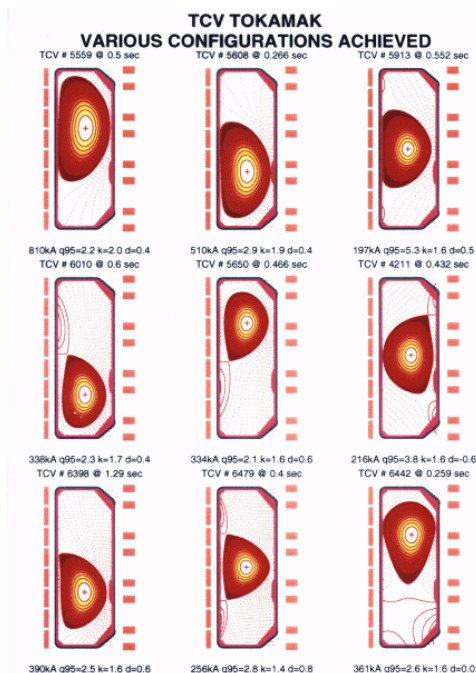 TCV TOKAMAK
VARIOUS CONFIGURATIONS ACHIEVED
TCV # 5559 @ 0.5 sec
TCV # 5608 @ 0.266 sec
TCV # 5913 @ 0.552 sec
810kA q95=2.2 k=2.0 d=0.4
510kA q95=2.9 k=1.9 d=0.4
197kA q95=5.3 k=1.6 d=0.5
TCV # 6010 @ 0.6 sec
TCV # 5650 @ 0.466 sec
TCV # 4211 @ 0.432 sec
338kA q95=2.3 k=1.7 d=0.4
334kA q95=2.1 k=1.6 d=0.6
216kA q95=3.8 k=1.6 d=-0.6
TCV # 6398 @ 1.29 sec
TCV # 6479 @ 0.4 sec
TCV # 6442 @ 0.259 sec
390kA q95=2.5 k=1.6 d=0.6
256kA q95=2.8 k=1.4 d=0.8
361kA q95=2.6 k=1.6 d=0.0